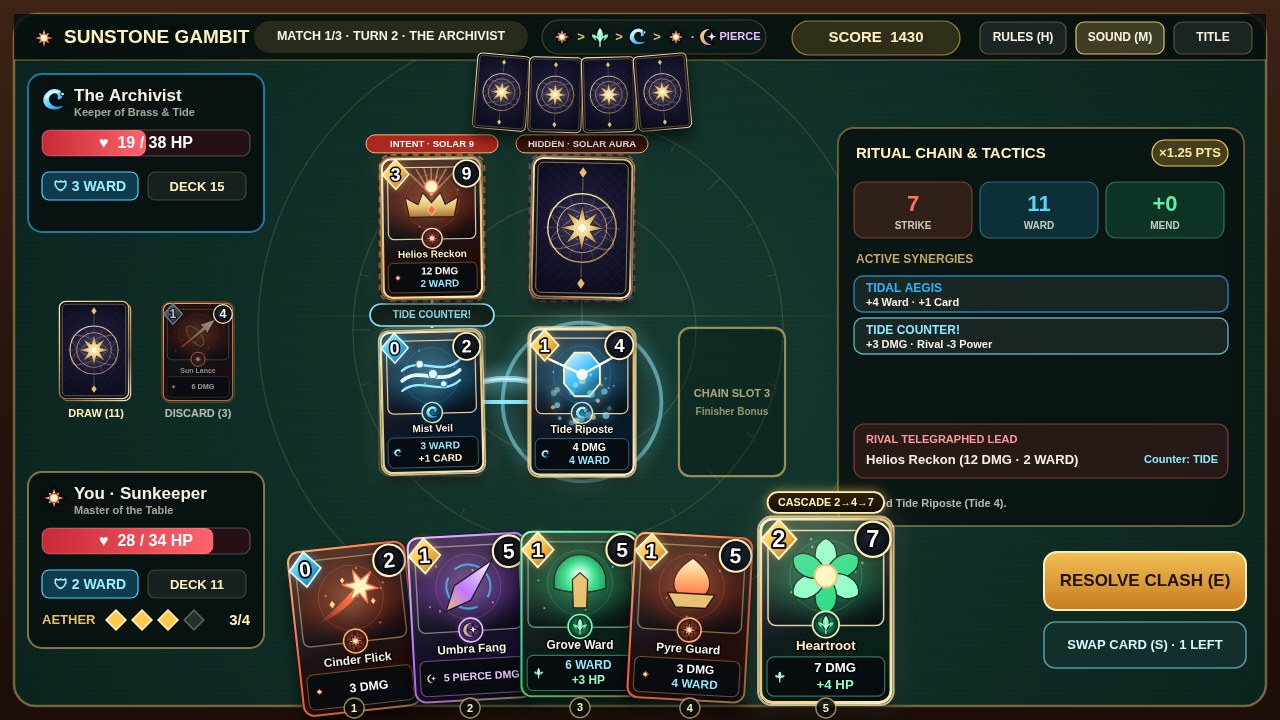 SUNSTONE GAMBIT
MATCH 1/3 · TURN 2 · THE ARCHIVIST
> > > · PIERCE
SCORE 1430
RULES (H)
SOUND (M)
TITLE
The Archivist
Keeper of Brass & Tide
♥ 19 / 38 HP
3 WARD
DECK 15
INTENT · SOLAR 9
HIDDEN · SOLAR AURA
3
9
Helios Reckon
12 DMG
2 WARD
TIDE COUNTER!
0
2
Mist Veil
3 WARD
+1 CARD
1
4
Tide Riposte
4 DMG
4 WARD
CHAIN SLOT 3
Finisher Bonus
1
4
Sun Lance
6 DMG
DRAW (11)
DISCARD (3)
RITUAL CHAIN & TACTICS
×1.25 PTS
7
STRIKE
11
WARD
+0
MEND
ACTIVE SYNERGIES
TIDAL AEGIS
+4 Ward · +1 Card
TIDE COUNTER!
+3 DMG · Rival -3 Power
RIVAL TELEGRAPHED LEAD
Helios Reckon (12 DMG · 2 WARD)
Counter: TIDE
d Tide Riposte (Tide 4).
You · Sunkeeper
Master of the Table
♥ 28 / 34 HP
2 WARD
DECK 11
AETHER
3/4
0
2
Cinder Flick
3 DMG
1
1
5
Umbra Fang
5 PIERCE DMG
2
1
5
Grove Ward
6 WARD
+3 HP
3
1
5
Pyre Guard
3 DMG
4 WARD
4
CASCADE 2→4→7
2
7
Heartroot
7 DMG
+4 HP
5
RESOLVE CLASH (E)
SWAP CARD (S) · 1 LEFT